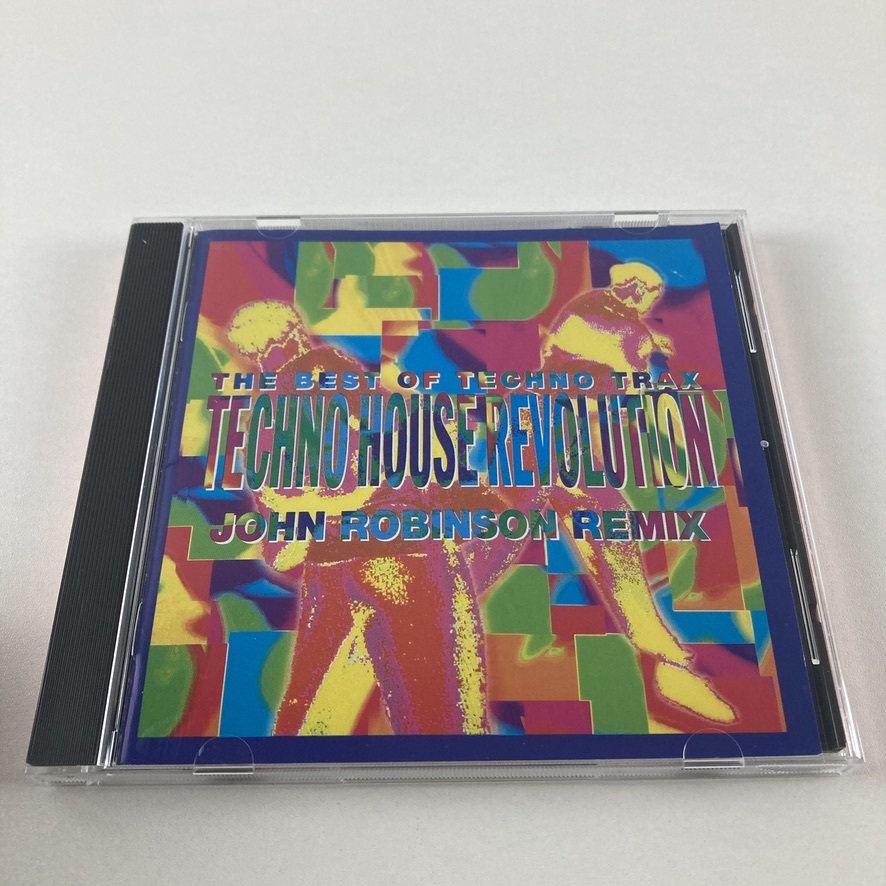 THE BEST OF TECHNO TRAX
TECHNO HOUSE REVOLUTION
JOHN ROBINSON REMIX